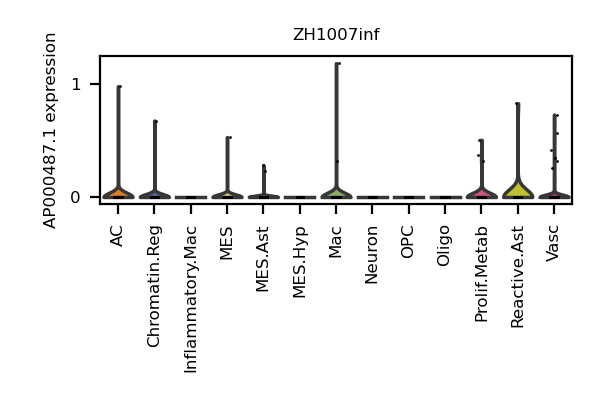 ZH1007inf
AP000487.1 expression
1
0
AC
Chromatin.Reg
Inflammatory.Mac
MES
MES.Ast
MES.Hyp
Mac
Neuron
OPC
Oligo
Prolif.Metab
Reactive.Ast
Vasc